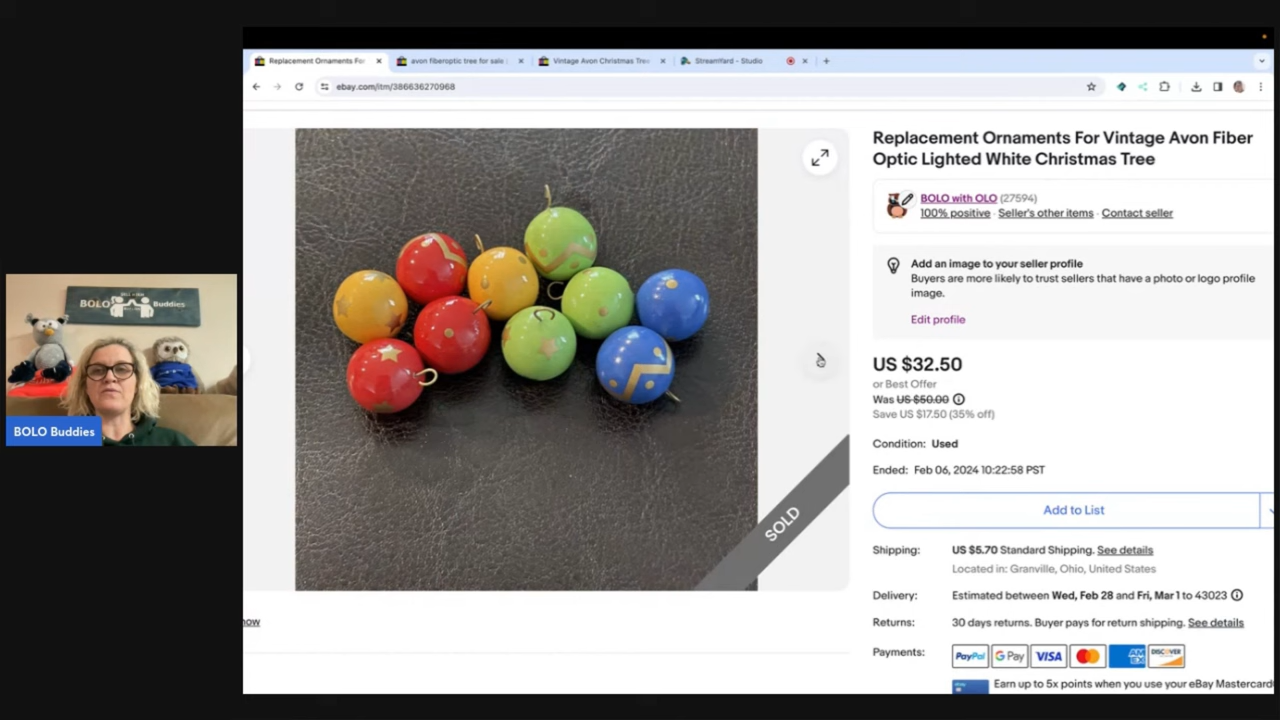 Replacement Ornaments For
avon fiberoptic tree for sale
Vintage Avon Christmas Tree
StreamYard - Studio
ebay.com/itm/386636270968
Replacement Ornaments For Vintage Avon Fiber
Optic Lighted White Christmas Tree
BOLO with OLO (27594)
100% positive · Seller's other items · Contact seller
Add an image to your seller profile
Buyers are more likely to trust sellers that have a photo or logo profile
image.
Edit profile
US $32.50
or Best Offer
Was US $50.00
Save US $17.50 (35% off)
Condition: Used
Ended: Feb 06, 2024 10:22:58 PST
Add to List
Shipping: US $5.70 Standard Shipping. See details
Located in: Granville, Ohio, United States
Delivery: Estimated between Wed, Feb 28 and Fri, Mar 1 to 43023
Returns: 30 days returns. Buyer pays for return shipping. See details
Payments: PayPal G Pay VISA AM EX DISCOVER
Earn up to 5x points when you use your eBay Mastercard
SOLD
ow
BOLO Buddies
BOLO Buddies